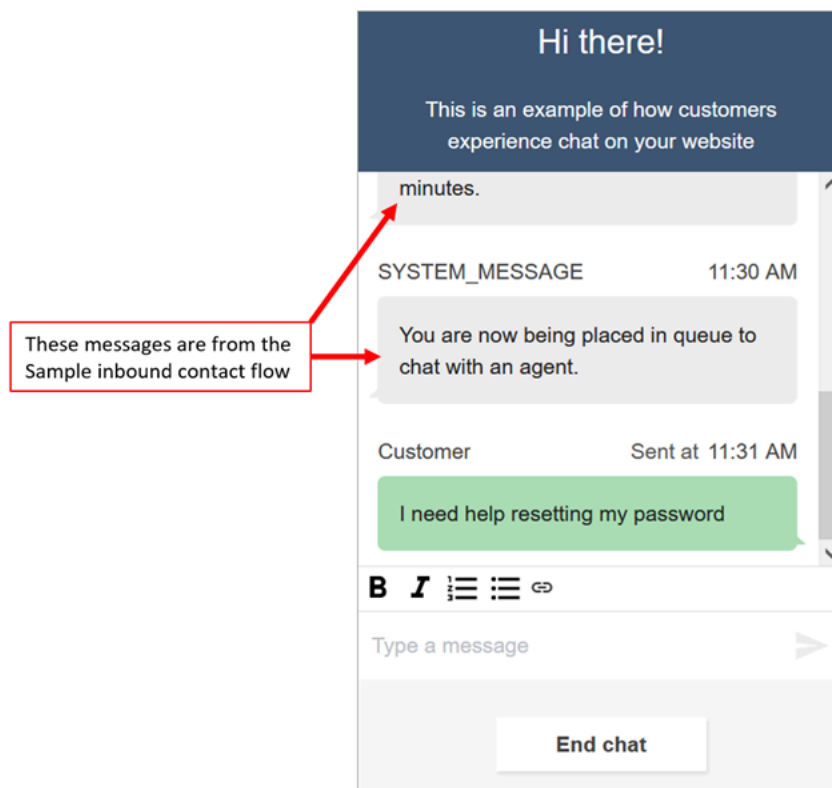 Hi there!
This is an example of how customers
experience chat on your website
minutes.
SYSTEM_MESSAGE 11:30 AM
You are now being placed in queue to
chat with an agent.
These messages are from the
Sample inbound contact flow
Customer Sent at 11:31 AM
I need help resetting my password
B I
Type a message
End chat